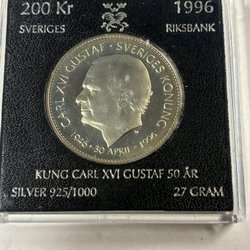 200 Kr 1996
SVERIGES RIKSBANK
CARL XVI GUSTAF · SVERIGES KONUNG
1946 · 30 APRIL · 1996
KUNG CARL XVI GUSTAF 50 ÅR
SILVER 925/1000 27 GRAM